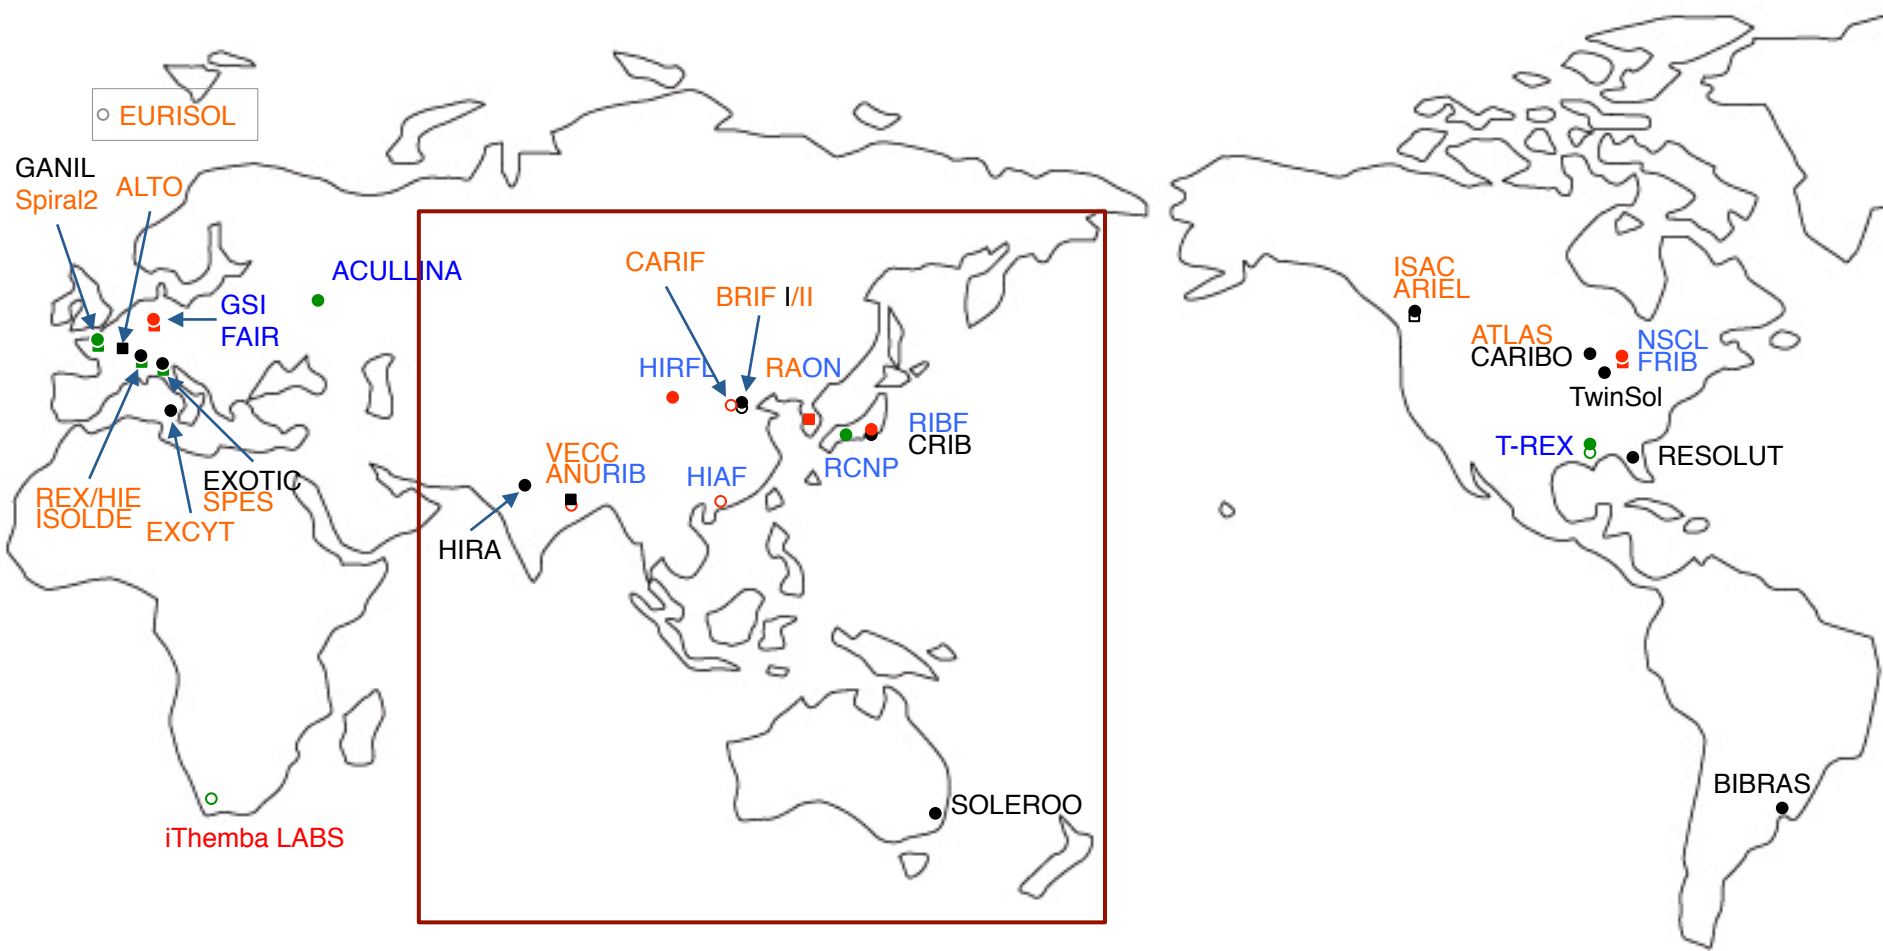 EURISOL
GANIL
Spiral2
ALTO
ACULLINA
GSI
FAIR
REX/HIE
ISOLDE
EXOTIC
SPES
EXCYT
iThemba LABS
CARIF
BRIF I/II
HIRFL
RAON
RIBF
CRIB
RCNP
VECC
ANURIB
HIAF
HIRA
SOLEROO
ISAC
ARIEL
ATLAS
CARIBO
NSCL
FRIB
TwinSol
T-REX
RESOLUT
BIBRAS